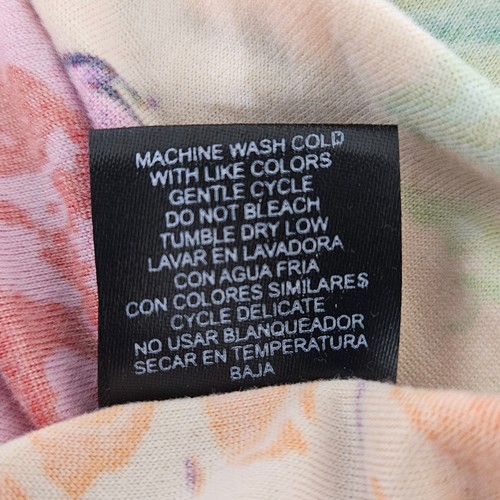 MACHINE WASH COLD
WITH LIKE COLORS
GENTLE CYCLE
DO NOT BLEACH
TUMBLE DRY LOW
LAVAR EN LAVADORA
CON AGUA FRIA
CON COLORES SIMILARES
CYCLE DELICATE
NO USAR BLANQUEADOR
SECAR EN TEMPERATURA
BAJA